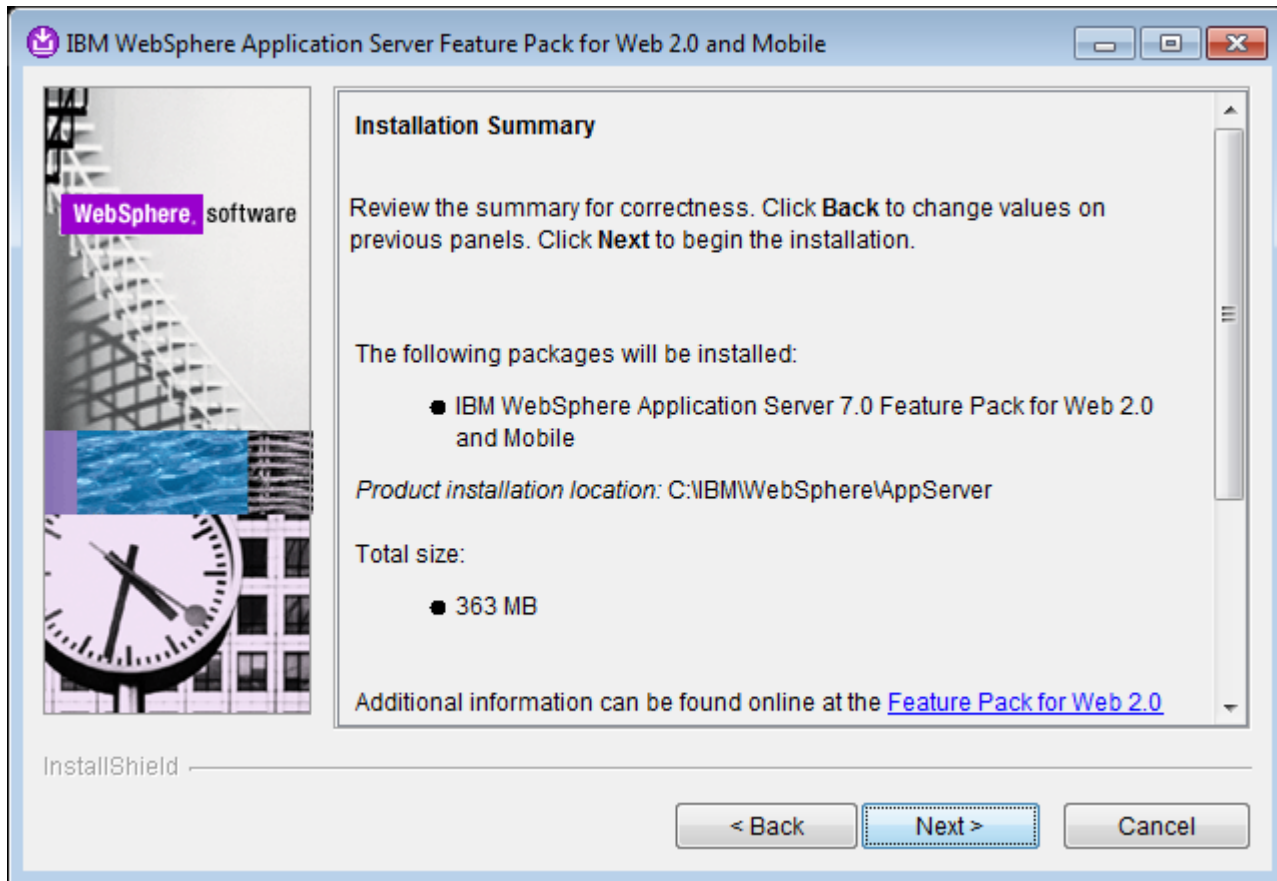 IBM WebSphere Application Server Feature Pack for Web 2.0 and Mobile
WebSphere. software
Installation Summary
Review the summary for correctness. Click Back to change values on
previous panels. Click Next to begin the installation.
The following packages will be installed:
● IBM WebSphere Application Server 7.0 Feature Pack for Web 2.0
and Mobile
Product installation location: C:\IBM\WebSphere\AppServer
Total size:
● 363 MB
Additional information can be found online at the Feature Pack for Web 2.0
InstallShield
< Back Next > Cancel